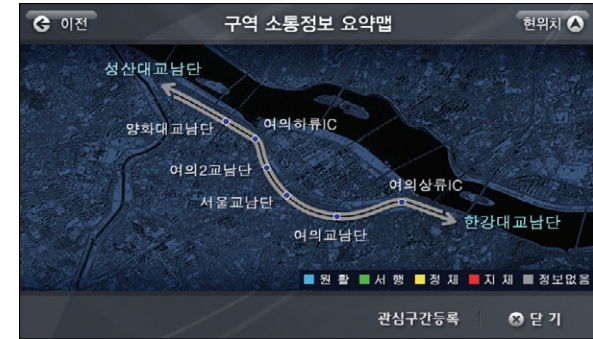 이전
구역 소통정보 요약맵
현위치
성산대교남단
양화대교남단
여의하류IC
여의2교남단
서울교남단
여의상류IC
여의교남단
한강대교남단
원 활 서 행 정 체 지 체 정보없음
관심구간등록
닫 기